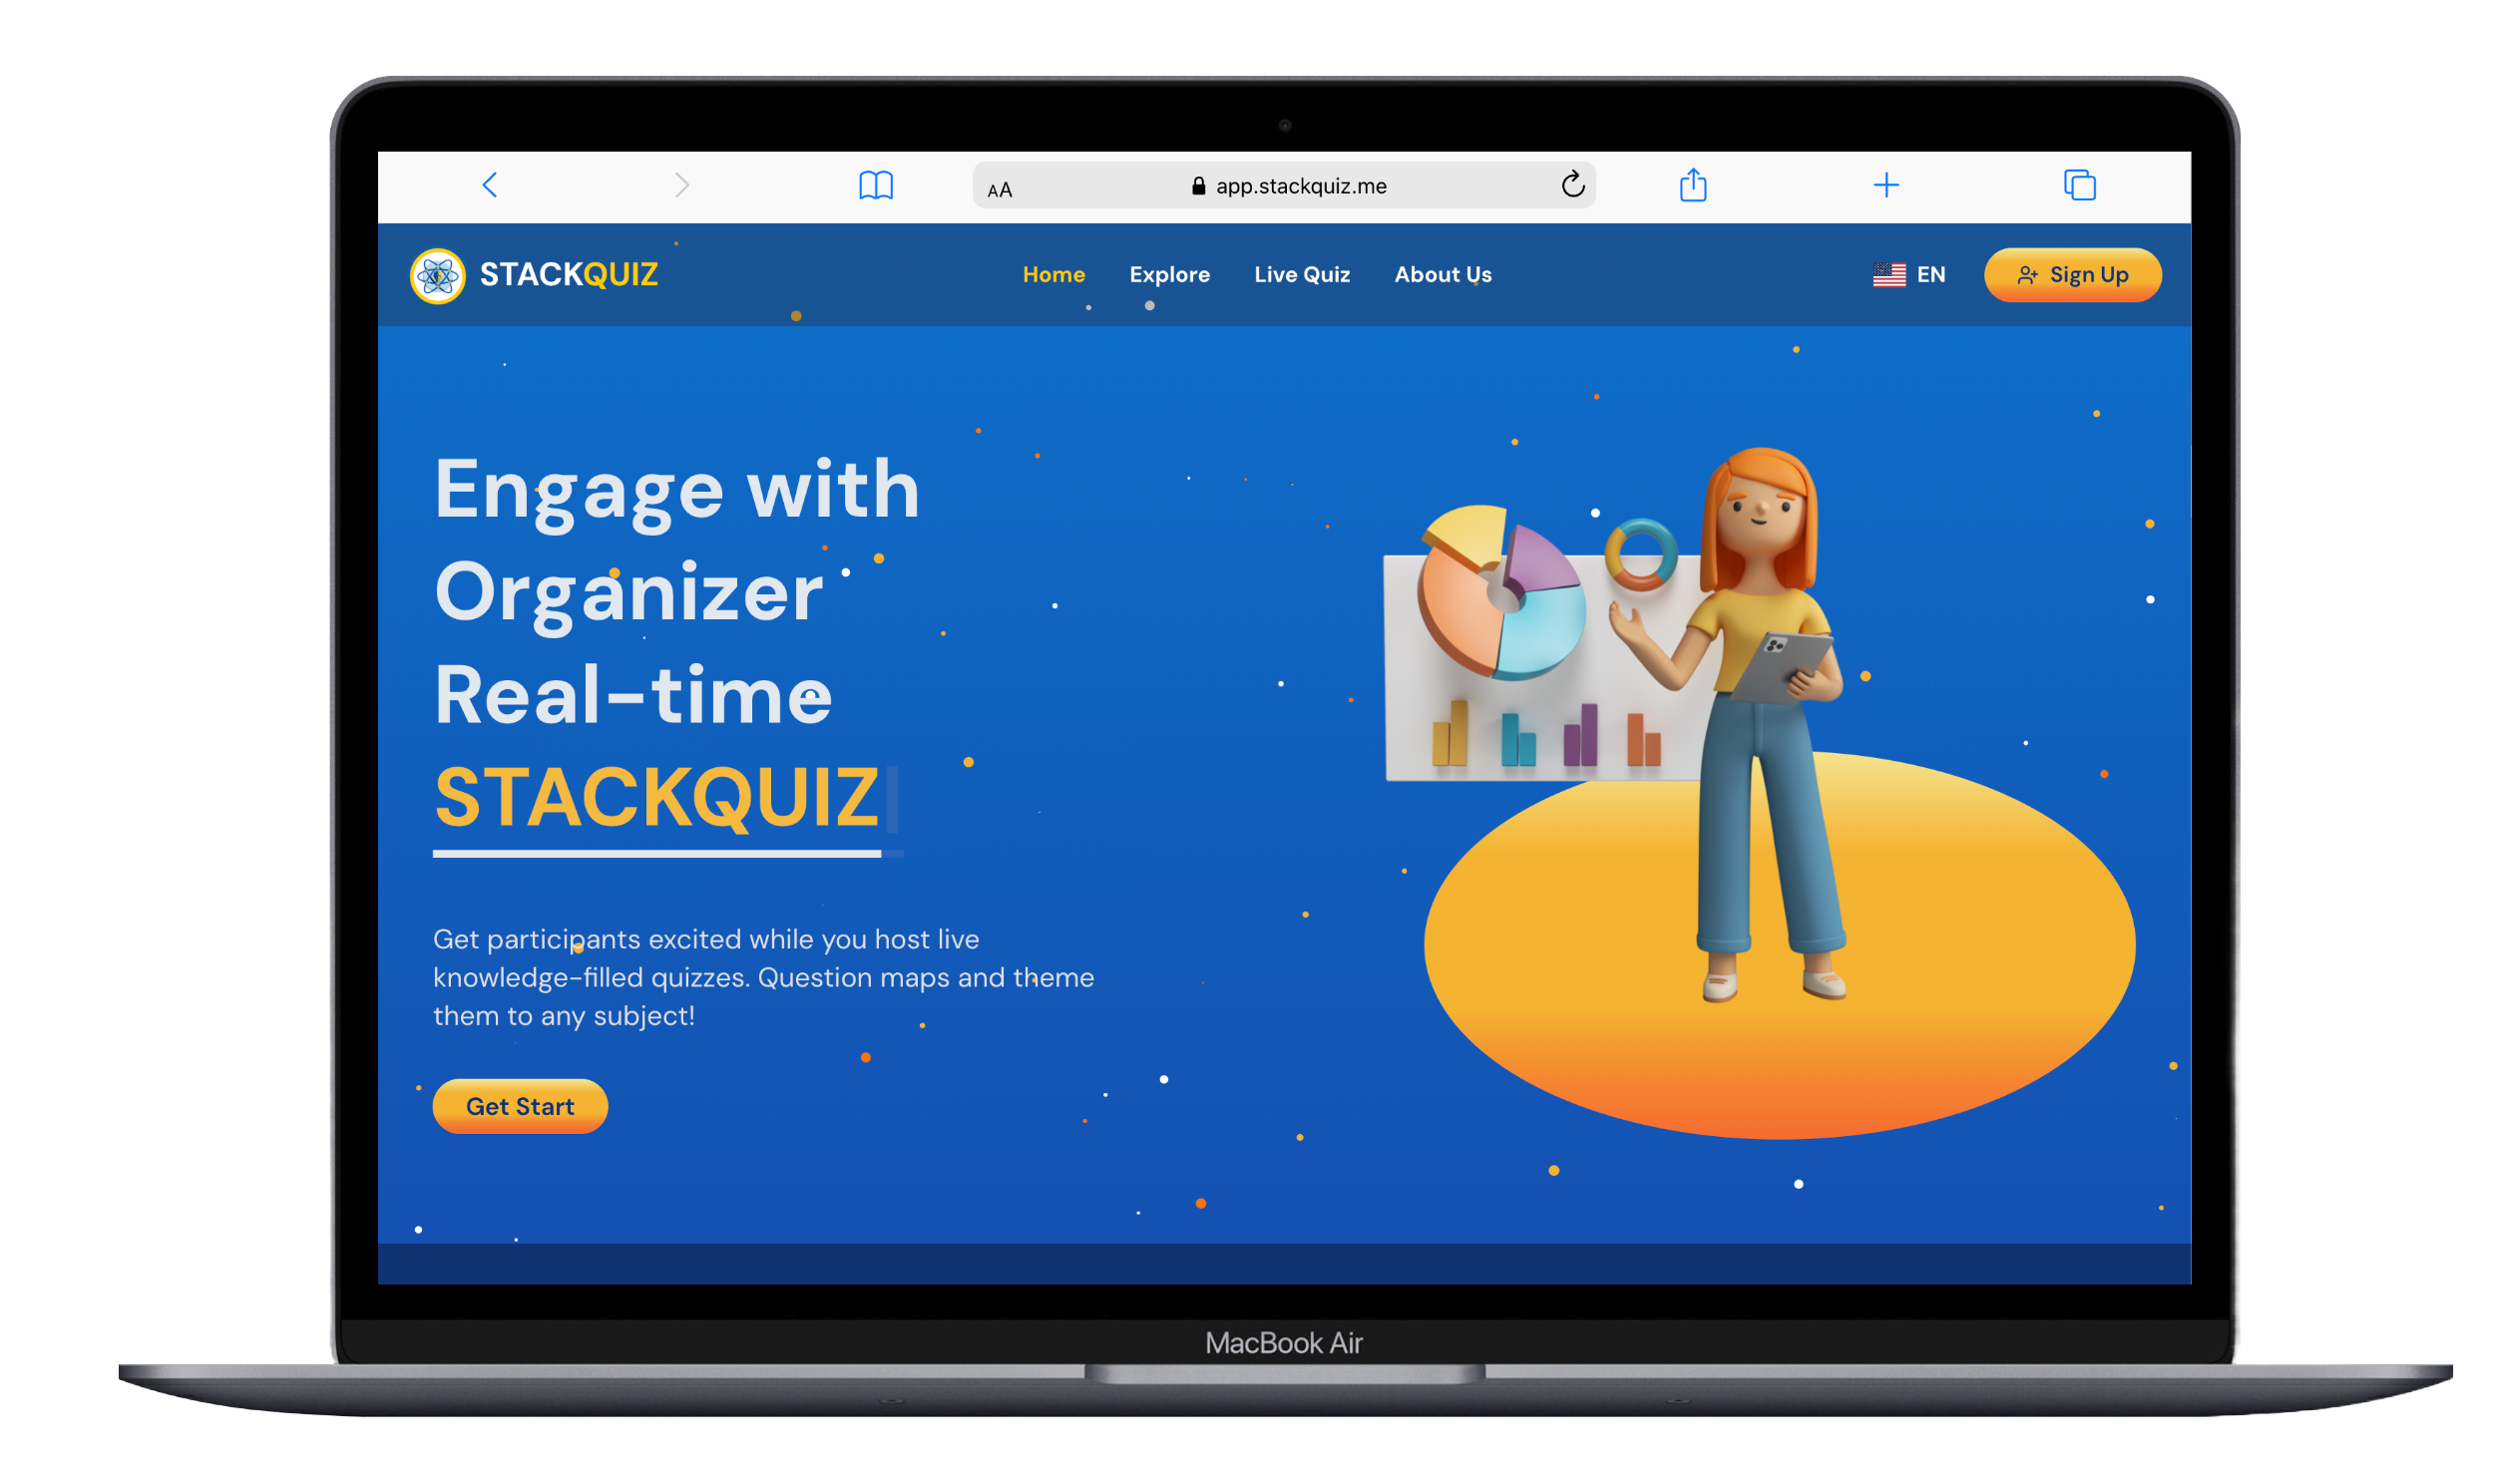 AA app.stackquiz.me
STACKQUIZ Home Explore Live Quiz About Us EN Sign Up
Engage with
Organizer
Real-time
STACKQUIZ
Get participants excited while you host live
knowledge-filled quizzes. Question maps and theme
them to any subject!
Get Start
MacBook Air